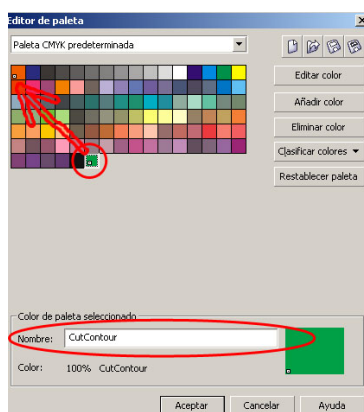 Editor de paleta
Paleta CMYK predeterminada
Editar color
Añadir color
Eliminar color
Clasificar colores
Restablecer paleta
Color de paleta seleccionado
Nombre: CutContour
Color: 100% CutContour
Aceptar Cancelar Ayuda